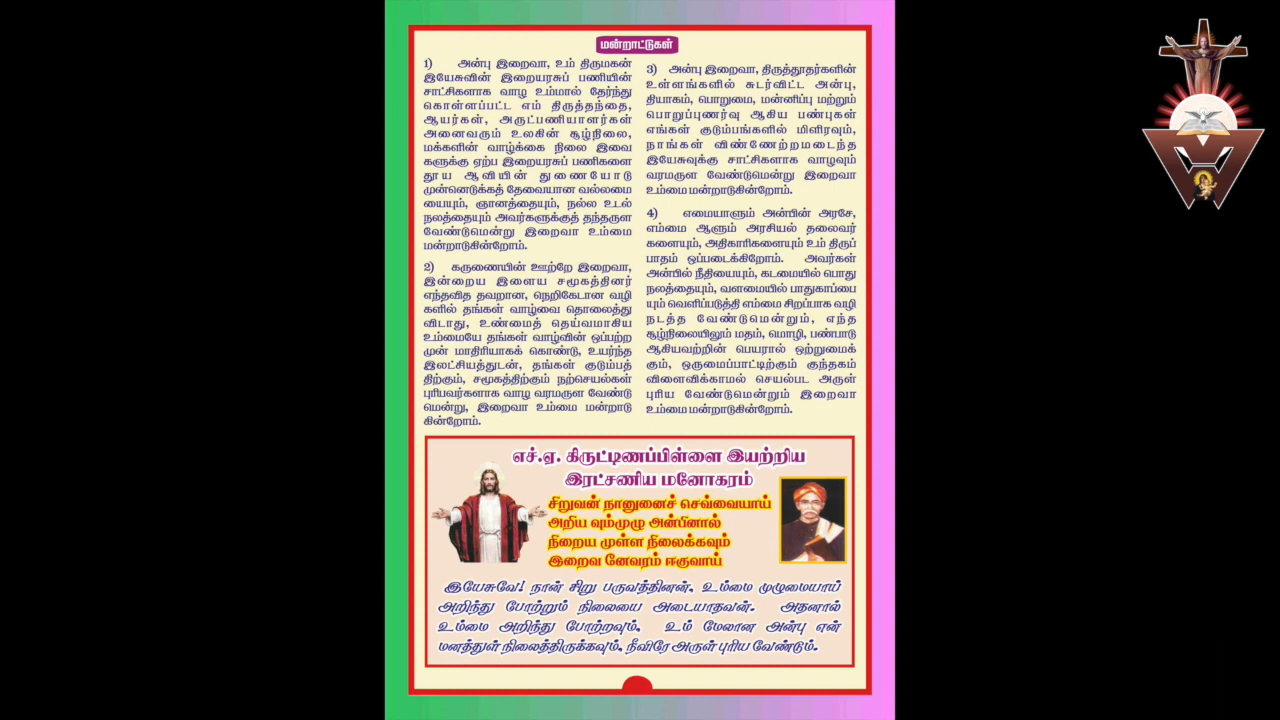 மன்றாட்டுகள்
1) அன்பு இறைவா, உம் திருமகன்
இயேசுவின் இறையரசுப் பணியின்
சாட்சிகளாக வாழ உம்மால் தேர்ந்து
கொள்ளப்பட்ட எம் திருத்தந்தை,
ஆயர்கள், அருட்பணியாளர்கள்
அனைவரும் உலகின் சூழ்நிலை,
மக்களின் வாழ்க்கை நிலை இவை
களுக்கு ஏற்ப இறையரசுப் பணிகளை
தூய ஆவியின் துணையோடு
முன்னெடுக்கத் தேவையான வல்லமை
யையும், ஞானத்தையும், நல்ல உடல்
நலத்தையும் அவர்களுக்குத் தந்தருள
வேண்டுமென்று இறைவா உம்மை
மன்றாடுகின்றோம்.
2) கருணையின் ஊற்றே இறைவா,
இன்றைய இளைய சமூகத்தினர்
எந்தவித தவறான, நெறிகேடான வழி
களில் தங்கள் வாழ்வை தொலைத்து
விடாது, உண்மைத் தெய்வமாகிய
உம்மையே தங்கள் வாழ்வின் ஒப்பற்ற
முன் மாதிரியாகக் கொண்டு, உயர்ந்த
இலட்சியத்துடன், தங்கள் குடும்பத்
திற்கும், சமூகத்திற்கும் நற்செயல்கள்
புரிபவர்களாக வாழ வரமருள வேண்டு
மென்று, இறைவா உம்மை மன்றாடு
கின்றோம்.
3) அன்பு இறைவா, திருத்தூதர்களின்
உள்ளங்களில் சுடர்விட்ட அன்பு,
தியாகம், பொறுமை, மன்னிப்பு மற்றும்
பொறுப்புணர்வு ஆகிய பண்புகள்
எங்கள் குடும்பங்களில் மிளிரவும்,
நாங்கள் விண்ணேற்றமடைந்த
இயேசுவுக்கு சாட்சிகளாக வாழவும்
வரமருள வேண்டுமென்று இறைவா
உம்மை மன்றாடுகின்றோம்.
4) எமையாளும் அன்பின் அரசே,
எம்மை ஆளும் அரசியல் தலைவர்
களையும், அதிகாரிகளையும் உம் திருப்
பாதம் ஒப்படைக்கிறோம். அவர்கள்
அன்பில் நீதியையும், கடமையில் பொது
நலத்தையும், வளமையில் பாதுகாப்பை
யும் வெளிப்படுத்தி எம்மை சிறப்பாக வழி
நடத்த வேண்டுமென்றும், எந்த
சூழ்நிலையிலும் மதம், மொழி, பண்பாடு
ஆகியவற்றின் பெயரால் ஒற்றுமைக்
கும், ஒருமைப்பாட்டிற்கும் குந்தகம்
விளைவிக்காமல் செயல்பட அருள்
புரிய வேண்டுமென்றும் இறைவா
உம்மை மன்றாடுகின்றோம்.
எச்.ஏ. கிருட்டிணப்பிள்ளை இயற்றிய
இரட்சணிய மனோகரம்
சிறுவன் நானுனைச் செவ்வையாய்
அறிய வும்முழு அன்பினால்
நிறைய முள்ள நிலைக்கவும்
இறைவ னேவரம் ஈகுவாய்
இயேசுவே! நான் சிறு பருவத்தினன், உம்மை முழுமையாய்
அறிந்து போற்றும் நிலையை அடையாதவன். அதனால்
உம்மை அறிந்து போற்றவும், உம் மேலான அன்பு என்
மனத்துள் நிலைத்திருக்கவும், நீவிரே அருள் புரிய வேண்டும்.